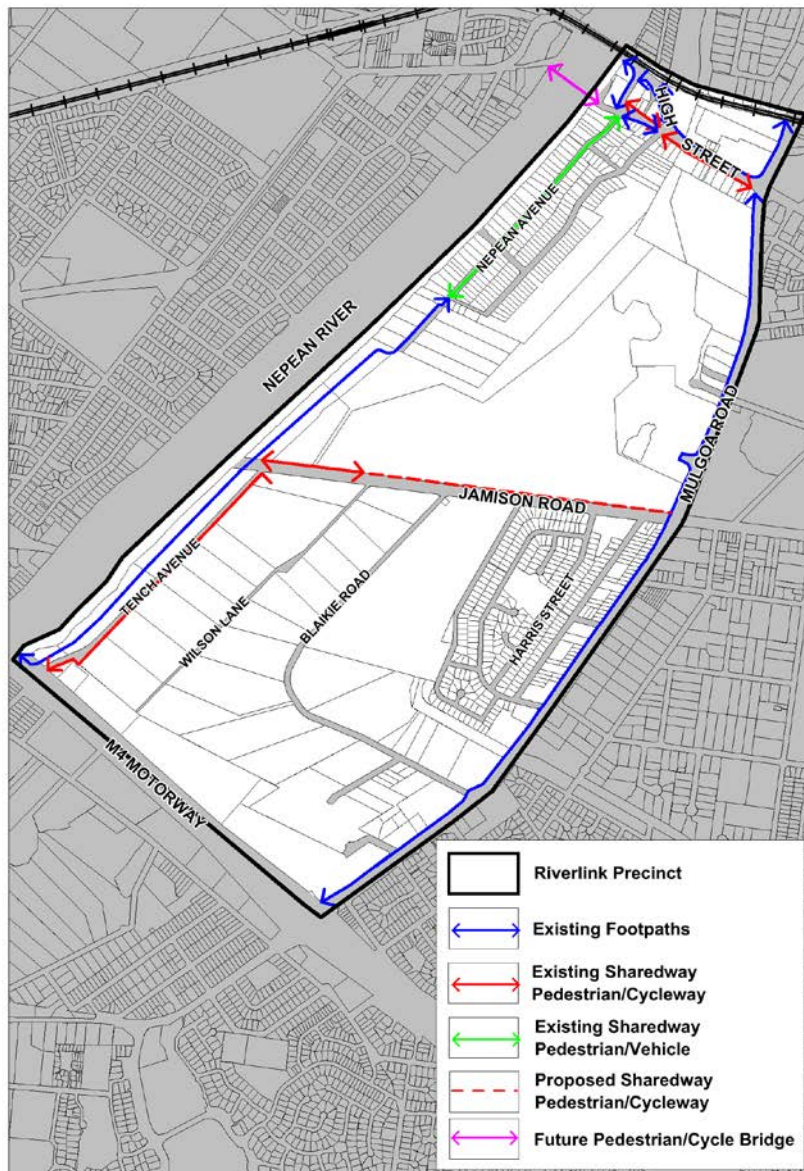 HIGH STREET
NEPEAN AVENUE
NEPEAN RIVER
MULGOA ROAD
JAMISON ROAD
TENCH AVENUE
WILSON LANE
BLAIKIE ROAD
HARRIS STREET
M4 MOTORWAY
Riverlink Precinct
Existing Footpaths
Existing Sharedway
Pedestrian/Cycleway
Existing Sharedway
Pedestrian/Vehicle
Proposed Sharedway
Pedestrian/Cycleway
Future Pedestrian/Cycle Bridge